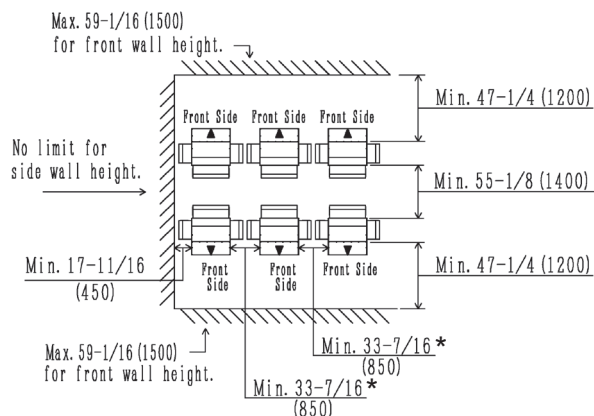 Max. 59-1/16 (1500)
for front wall height.
Min. 47-1/4 (1200)
Front Side Front Side Front Side
No limit for
side wall height.
Min. 55-1/8 (1400)
Min. 17-11/16
(450)
Front
Side
Front
Side
Front Side
Min. 47-1/4 (1200)
Max. 59-1/16 (1500)
for front wall height.
Min. 33-7/16*
(850)
Min. 33-7/16*
(850)